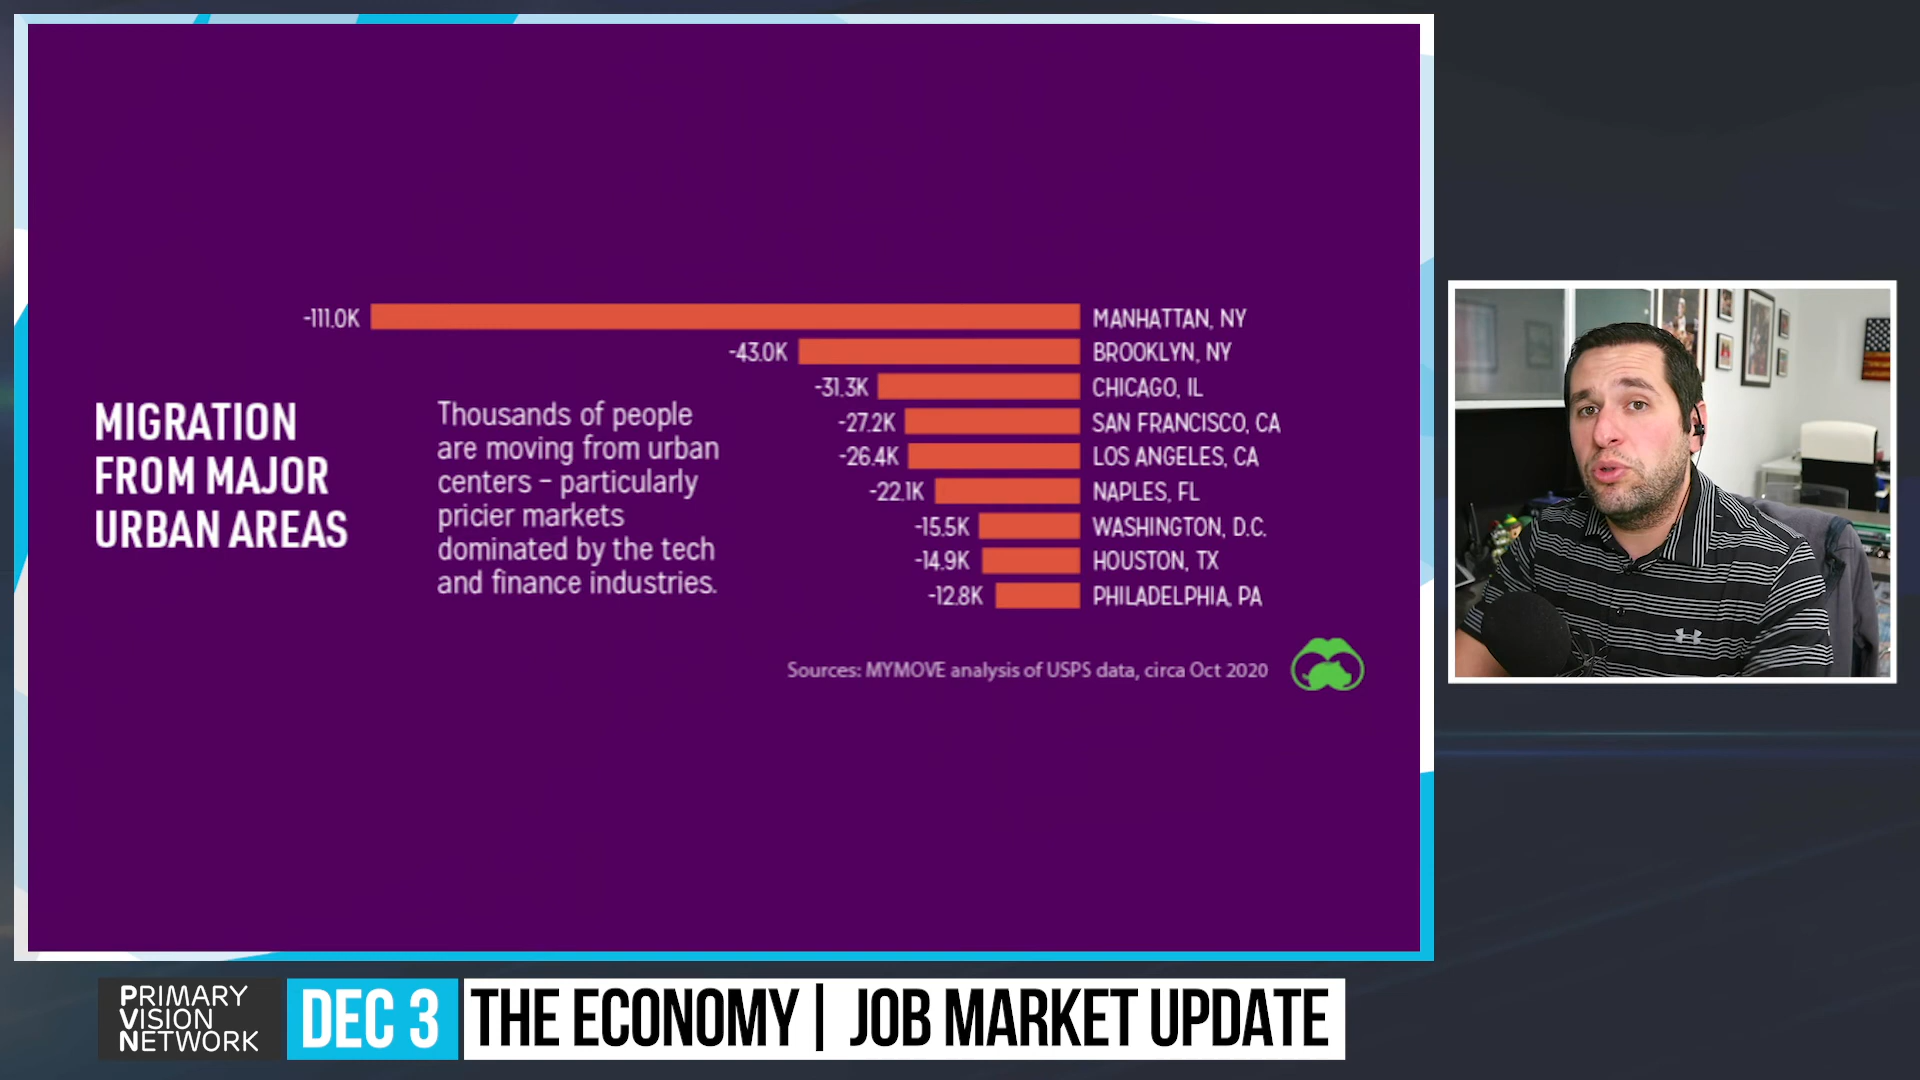 -111.0K MANHATTAN, NY
-43.0K BROOKLYN, NY
-31.3K CHICAGO, IL
-27.2K SAN FRANCISCO, CA
-26.4K LOS ANGELES, CA
-22.1K NAPLES, FL
-15.5K WASHINGTON, D.C.
-14.9K HOUSTON, TX
-12.8K PHILADELPHIA, PA
MIGRATION
FROM MAJOR
URBAN AREAS
Thousands of people
are moving from urban
centers – particularly
pricier markets
dominated by the tech
and finance industries.
Sources: MYMOVE analysis of USPS data, circa Oct 2020
PRIMARY
VISION
NETWORK
DEC 3
THE ECONOMY | JOB MARKET UPDATE